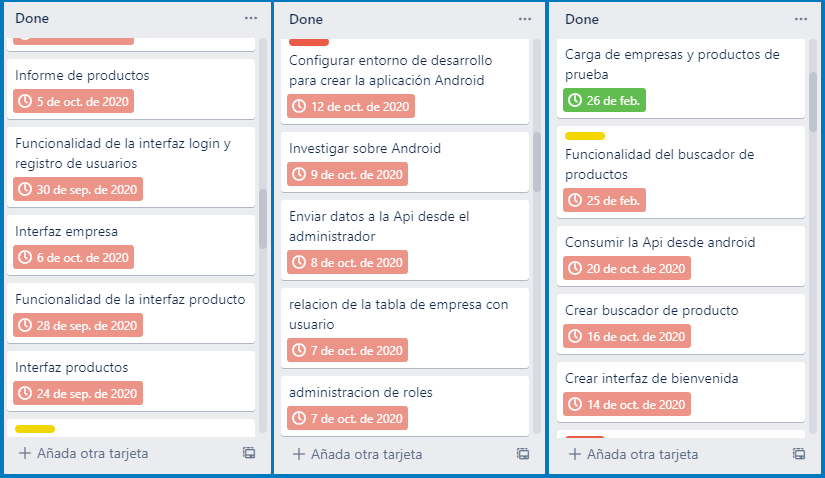 Done
Informe de productos
5 de oct. de 2020
Funcionalidad de la interfaz login y
registro de usuarios
30 de sep. de 2020
Interfaz empresa
6 de oct. de 2020
Funcionalidad de la interfaz producto
28 de sep. de 2020
Interfaz productos
24 de sep. de 2020
Añada otra tarjeta
Done
Configurar entorno de desarrollo
para crear la aplicación Android
12 de oct. de 2020
Investigar sobre Android
9 de oct. de 2020
Enviar datos a la Api desde el
administrador
8 de oct. de 2020
relacion de la tabla de empresa con
usuario
7 de oct. de 2020
administracion de roles
7 de oct. de 2020
Añada otra tarjeta
Done
Carga de empresas y productos de
prueba
26 de feb.
Funcionalidad del buscador de
productos
25 de feb.
Consumir la Api desde android
20 de oct. de 2020
Crear buscador de producto
16 de oct. de 2020
Crear interfaz de bienvenida
14 de oct. de 2020
Añada otra tarjeta